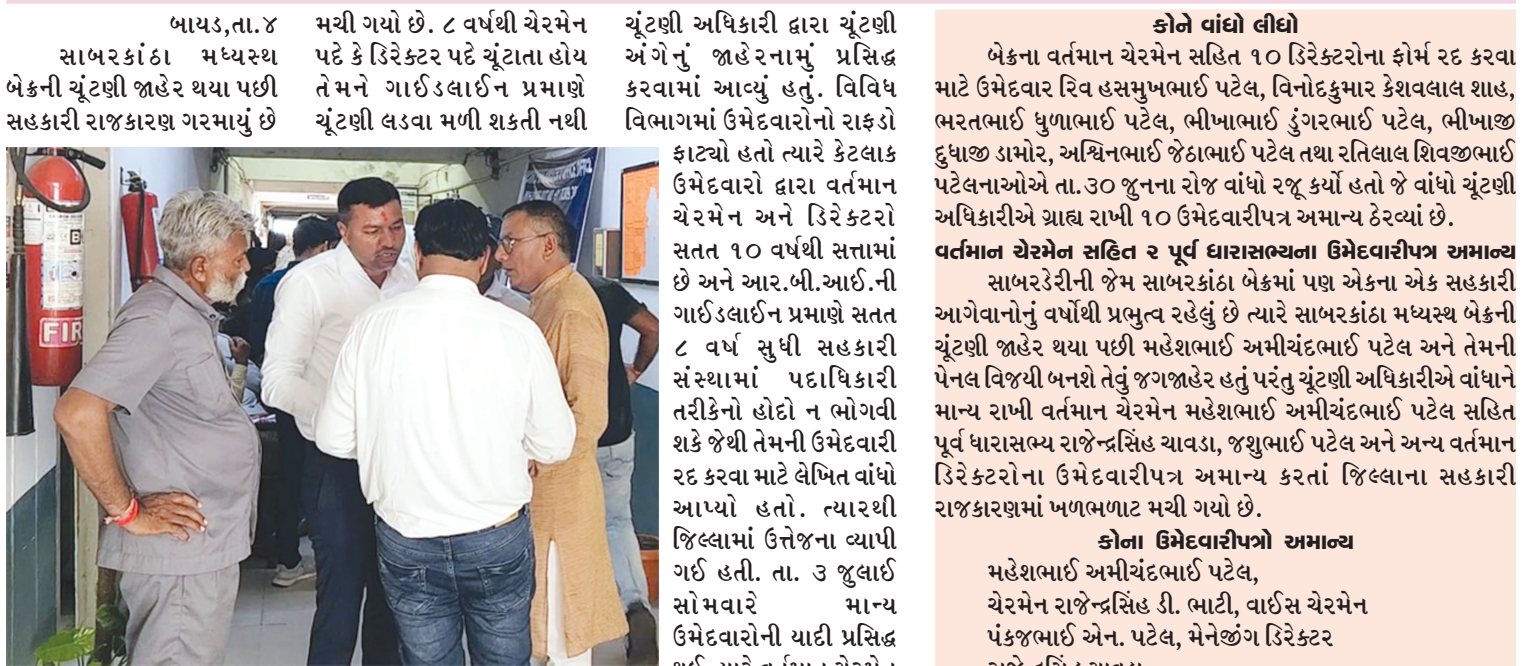 બાયડ,તા.૪
સાબરકાંઠા મધ્યસ્થ
બેંકની ચૂંટણી જાહેર થયા પછી
સહકારી રાજકારણ ગરમાયું છે
મચી ગયો છે. ૮ વર્ષથી ચેરમેન
પદે કે ડિરેક્ટર પદે ચૂંટાતા હોય
તેમને ગાઈડલાઈન પ્રમાણે
ચૂંટણી લડવા મળી શકતી નથી
ચૂંટણી અધિકારી દ્વારા ચૂંટણી
અંગેનું જાહેરનામું પ્રસિદ્ધ
કરવામાં આવ્યું હતું. વિવિધ
વિભાગમાં ઉમેદવારોનો રાફડો
ફાટ્યો હતો ત્યારે કેટલાક
ઉમેદવારો દ્વારા વર્તમાન
ચેરમેન અને ડિરેક્ટરો
સતત ૧૦ વર્ષથી સત્તામાં
છે અને આર.બી.આઈ.ની
ગાઈડલાઈન પ્રમાણે સતત
૮ વર્ષ સુધી સહકારી
સંસ્થામાં પદાધિકારી
તરીકેનો હોદો ન ભોગવી
શકે જેથી તેમની ઉમેદવારી
રદ કરવા માટે લેખિત વાંધો
આપ્યો હતો. ત્યારથી
જિલ્લામાં ઉત્તેજના વ્યાપી
ગઈ હતી. તા. ૩ જુલાઈ
સોમવારે માન્ય
ઉમેદવારોની યાદી પ્રસિદ્ધ
કોને વાંધો લીધો
બેંકના વર્તમાન ચેરમેન સહિત ૧૦ ડિરેક્ટરોના ફોર્મ રદ કરવા
માટે ઉમેદવાર રવિ હસમુખભાઈ પટેલ, વિનોદકુમાર કેશવલાલ શાહ,
ભરતભાઈ ધુળાભાઈ પટેલ, ભીખાભાઈ ડુંગરભાઈ પટેલ, ભીખાજી
દુધાજી ડામોર, અશ્વિનભાઈ જેઠાભાઈ પટેલ તથા રતિલાલ શિવજીભાઈ
પટેલનાઓએ તા.૩૦ જુનના રોજ વાંધો રજૂ કર્યો હતો જે વાંધો ચૂંટણી
અધિકારીએ ગ્રાહ્ય રાખી ૧૦ ઉમેદવારીપત્ર અમાન્ય ઠેરવ્યાં છે.
વર્તમાન ચેરમેન સહિત ૨ પૂર્વ ધારાસભ્યના ઉમેદવારીપત્ર અમાન્ય
સાબરડેરીની જેમ સાબરકાંઠા બેંકમાં પણ એકના એક સહકારી
આગેવાનોનું વર્ષોથી પ્રભુત્વ રહેલું છે ત્યારે સાબરકાંઠા મધ્યસ્થ બેંકની
ચૂંટણી જાહેર થયા પછી મહેશભાઈ અમીચંદભાઈ પટેલ અને તેમની
પેનલ વિજયી બનશે તેવું જગજાહેર હતું પરંતુ ચૂંટણી અધિકારીએ વાંધાને
માન્ય રાખી વર્તમાન ચેરમેન મહેશભાઈ અમીચંદભાઈ પટેલ સહિત
પૂર્વ ધારાસભ્ય રાજેન્દ્રસિંહ ચાવડા, જશુભાઈ પટેલ અને અન્ય વર્તમાન
ડિરેક્ટરોના ઉમેદવારીપત્ર અમાન્ય કરતાં જિલ્લાના સહકારી
રાજકારણમાં ખળભળાટ મચી ગયો છે.
કોના ઉમેદવારીપત્રો અમાન્ય
મહેશભાઈ અમીચંદભાઈ પટેલ,
ચેરમેન રાજેન્દ્રસિંહ ડી. ભાટી, વાઈસ ચેરમેન
પંકજભાઈ એન. પટેલ, મેનેજીંગ ડિરેક્ટર
FIR